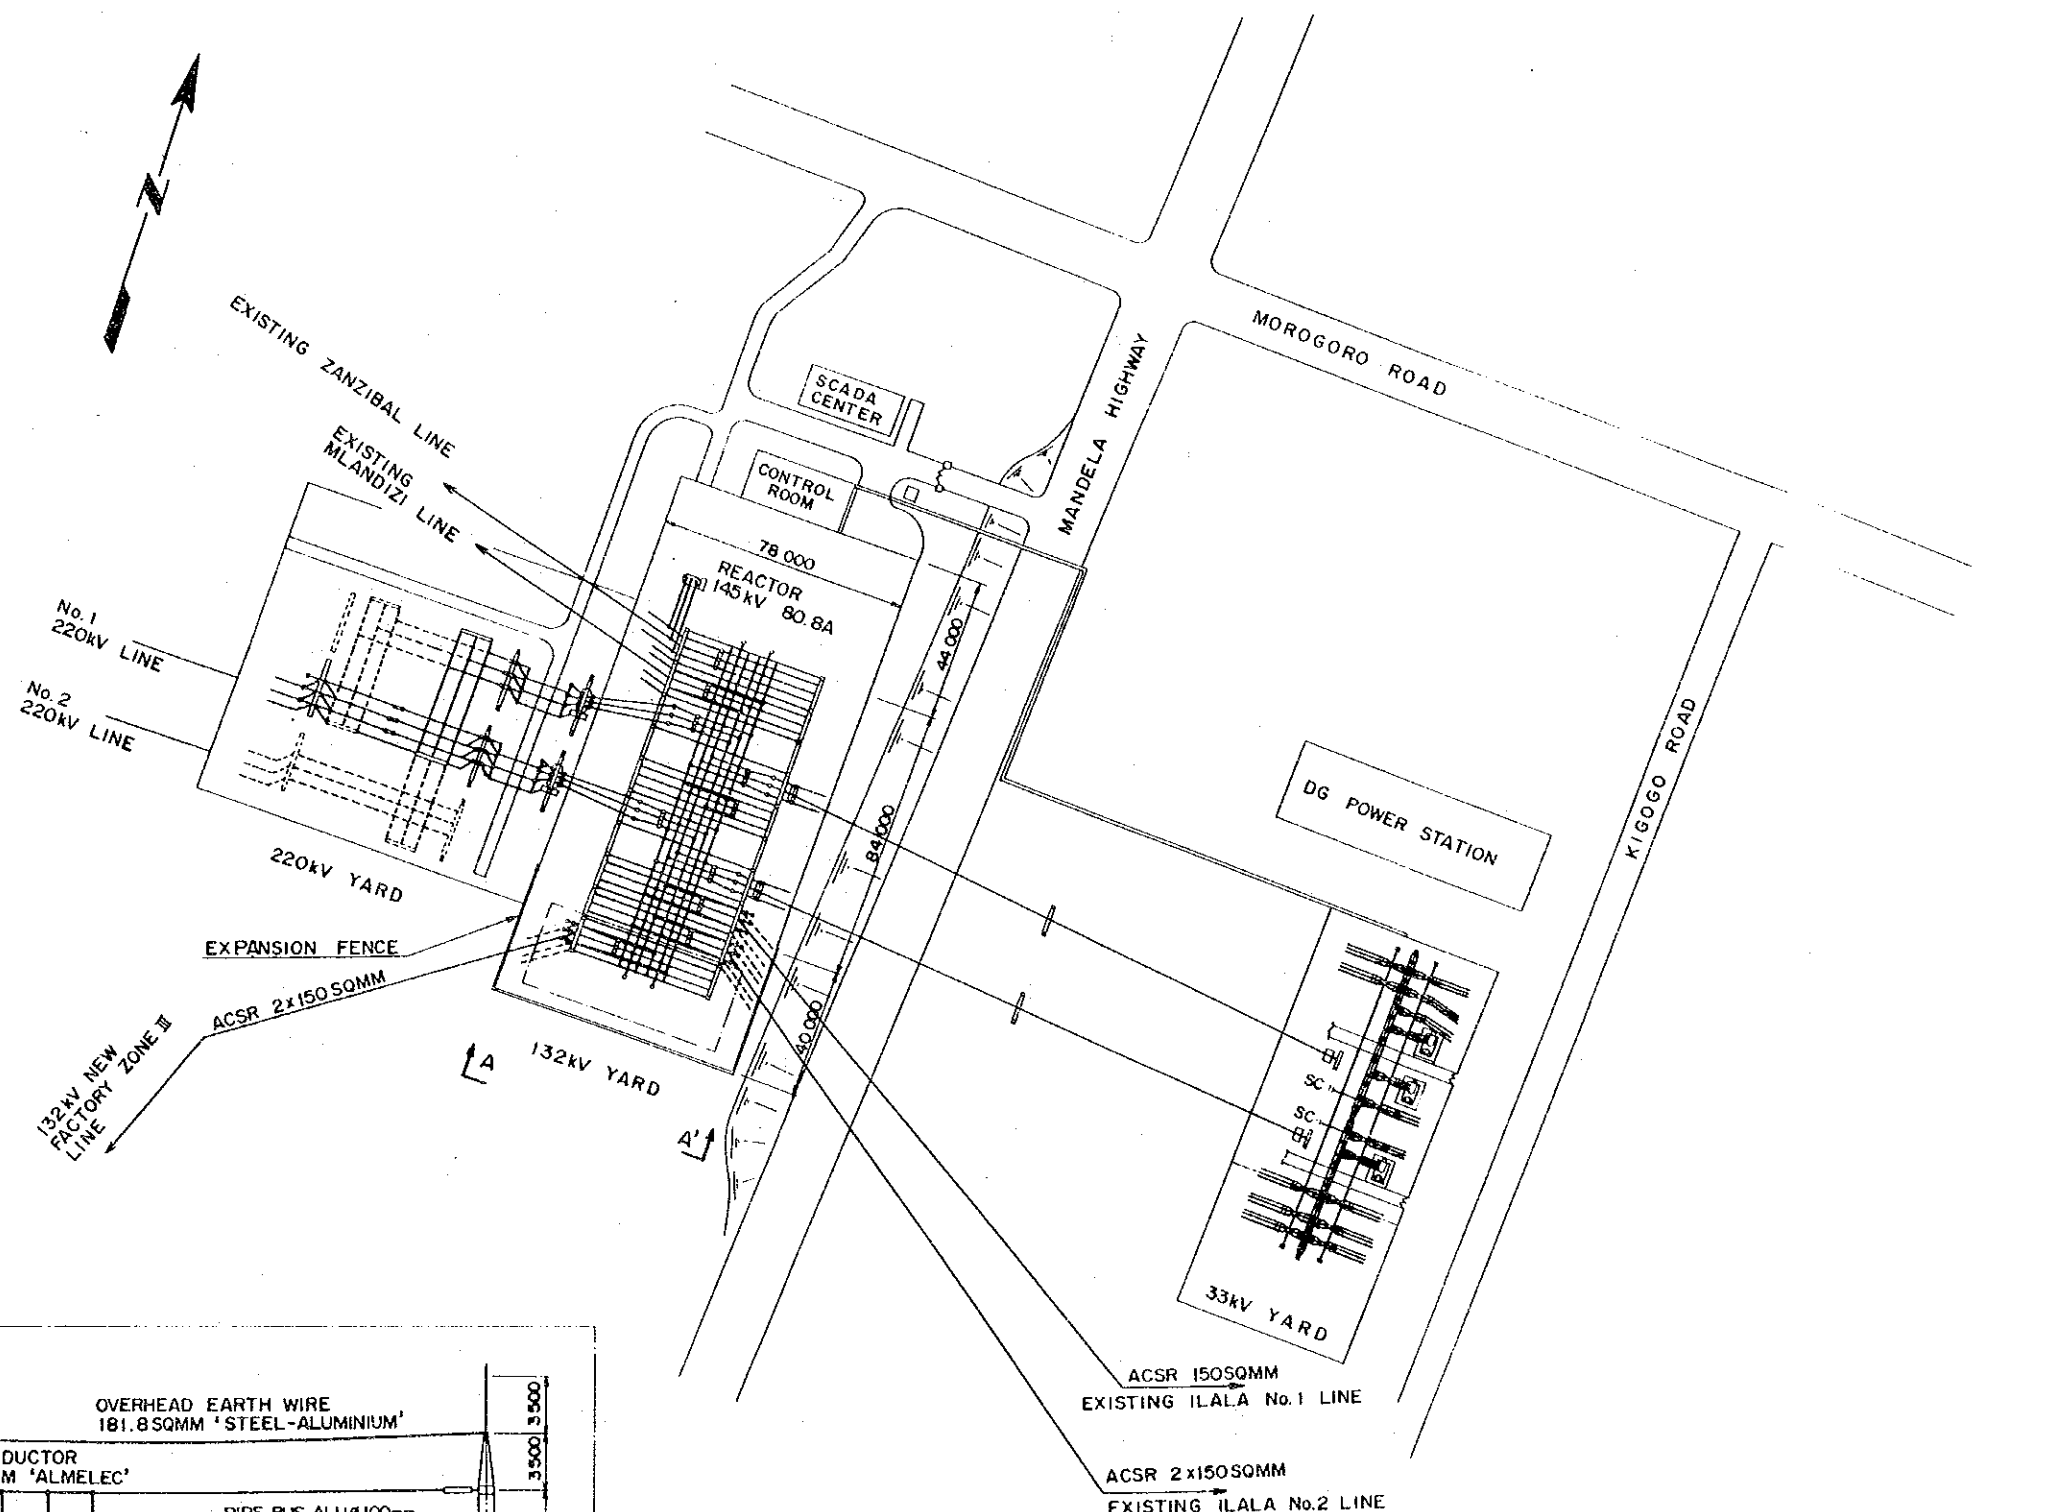 N
MOROGORO ROAD
MANDELA HIGHWAY
KIGOGO ROAD
SCADA
CENTER
CONTROL
ROOM
EXISTING ZANZIBAL LINE
EXISTING
MLANDIZI LINE
78 000
REACTOR
145kV 80.8A
44 000
84,000
40 000
No. 1
220kV LINE
No. 2
220kV LINE
220kV YARD
DG POWER STATION
EXPANSION FENCE
ACSR 2x150SQMM
132kV NEW
FACTORY ZONE III
LINE
A
132kV YARD
A'
SC
SC
33kV YARD
ACSR 150SQMM
EXISTING ILALA No.1 LINE
ACSR 2x150SQMM
EXISTING ILALA No.2 LINE
OVERHEAD EARTH WIRE
181.8SQMM 'STEEL-ALUMINIUM'
3500
3500
DUCTOR
M 'ALMELEC'